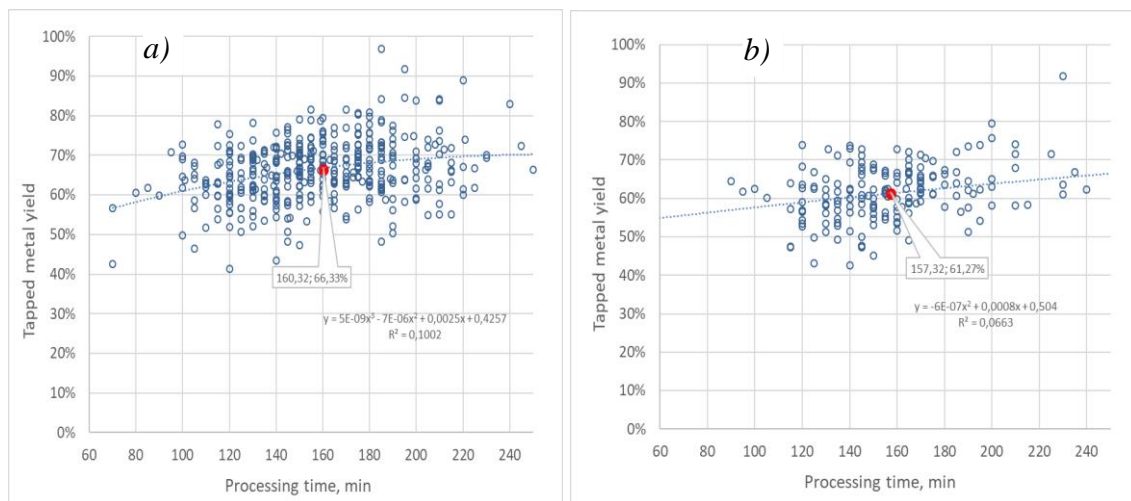 a)
Tapped metal yield
100%
90%
80%
70%
60%
50%
40%
30%
20%
10%
0%
160,32; 66,33%
y = 5E-09x³ - 7E-06x² + 0,0025x + 0,4257
R² = 0,1002
60 80 100 120 140 160 180 200 220 240
Processing time, min
b)
Tapped metal yield
100%
90%
80%
70%
60%
50%
40%
30%
20%
10%
0%
157,32; 61,27%
y = -6E-07x² + 0,0008x + 0,504
R² = 0,0663
60 80 100 120 140 160 180 200 220 240
Processing time, min